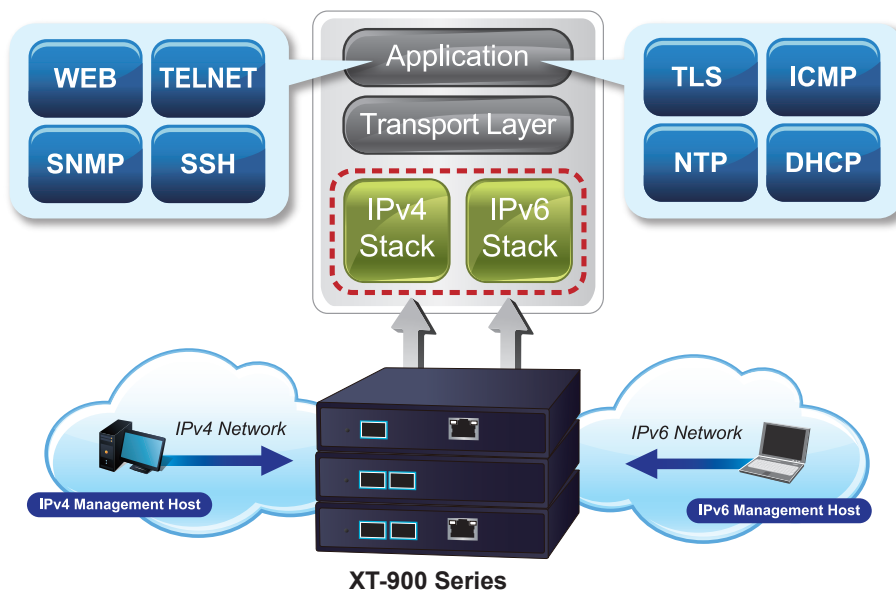 Application
WEB
TELNET
SNMP
SSH
TLS
ICMP
NTP
DHCP
Transport Layer
IPv4
Stack
IPv6
Stack
IPv4 Network
IPv4 Management Host
IPv6 Network
IPv6 Management Host
XT-900 Series